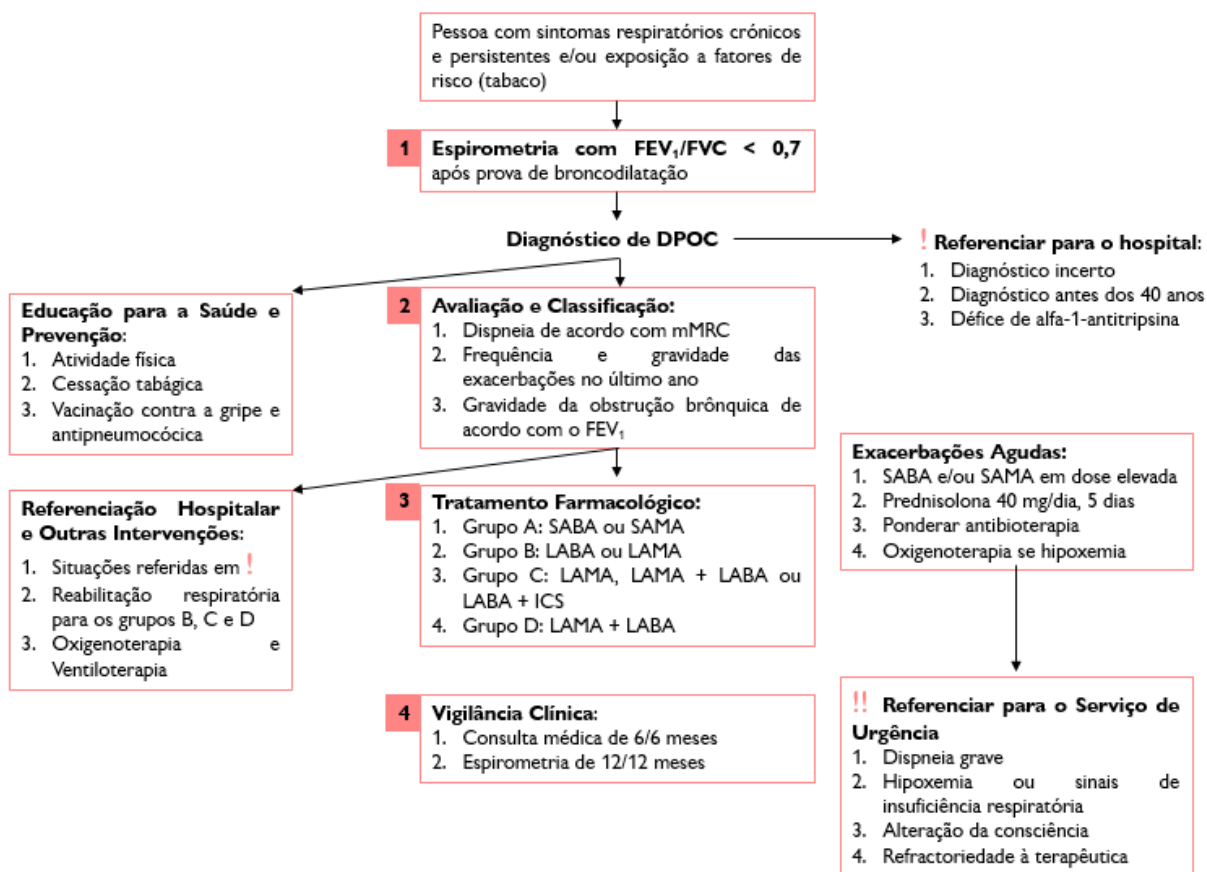 Pessoa com sintomas respiratórios crónicos
e persistentes e/ou exposição a fatores de
risco (tabaco)
1
Espirometria com FEV₁/FVC < 0,7
após prova de broncodilatação
Diagnóstico de DPOC
! Referenciar para o hospital:
1. Diagnóstico incerto
2. Diagnóstico antes dos 40 anos
3. Défice de alfa-1-antitripsina
Educação para a Saúde e
Prevenção:
1. Atividade física
2. Cessação tabágica
3. Vacinação contra a gripe e
antipneumocócica
2
Avaliação e Classificação:
1. Dispneia de acordo com mMRC
2. Frequência e gravidade das
exacerbações no último ano
3. Gravidade da obstrução brônquica de
acordo com o FEV₁
Exacerbações Agudas:
1. SABA e/ou SAMA em dose elevada
2. Prednisolona 40 mg/dia, 5 dias
3. Ponderar antibioterapia
4. Oxigenoterapia se hipoxemia
Referenciação Hospitalar
e Outras Intervenções:
1. Situações referidas em !
2. Reabilitação respiratória
para os grupos B, C e D
3. Oxigenoterapia e
Ventiloterapia
3
Tratamento Farmacológico:
1. Grupo A: SABA ou SAMA
2. Grupo B: LABA ou LAMA
3. Grupo C: LAMA, LAMA + LABA ou
LABA + ICS
4. Grupo D: LAMA + LABA
4
Vigilância Clínica:
1. Consulta médica de 6/6 meses
2. Espirometria de 12/12 meses
!! Referenciar para o Serviço de
Urgência
1. Dispneia grave
2. Hipoxemia ou sinais de
insuficiência respiratória
3. Alteração da consciência
4. Refractoriedade à terapêutica